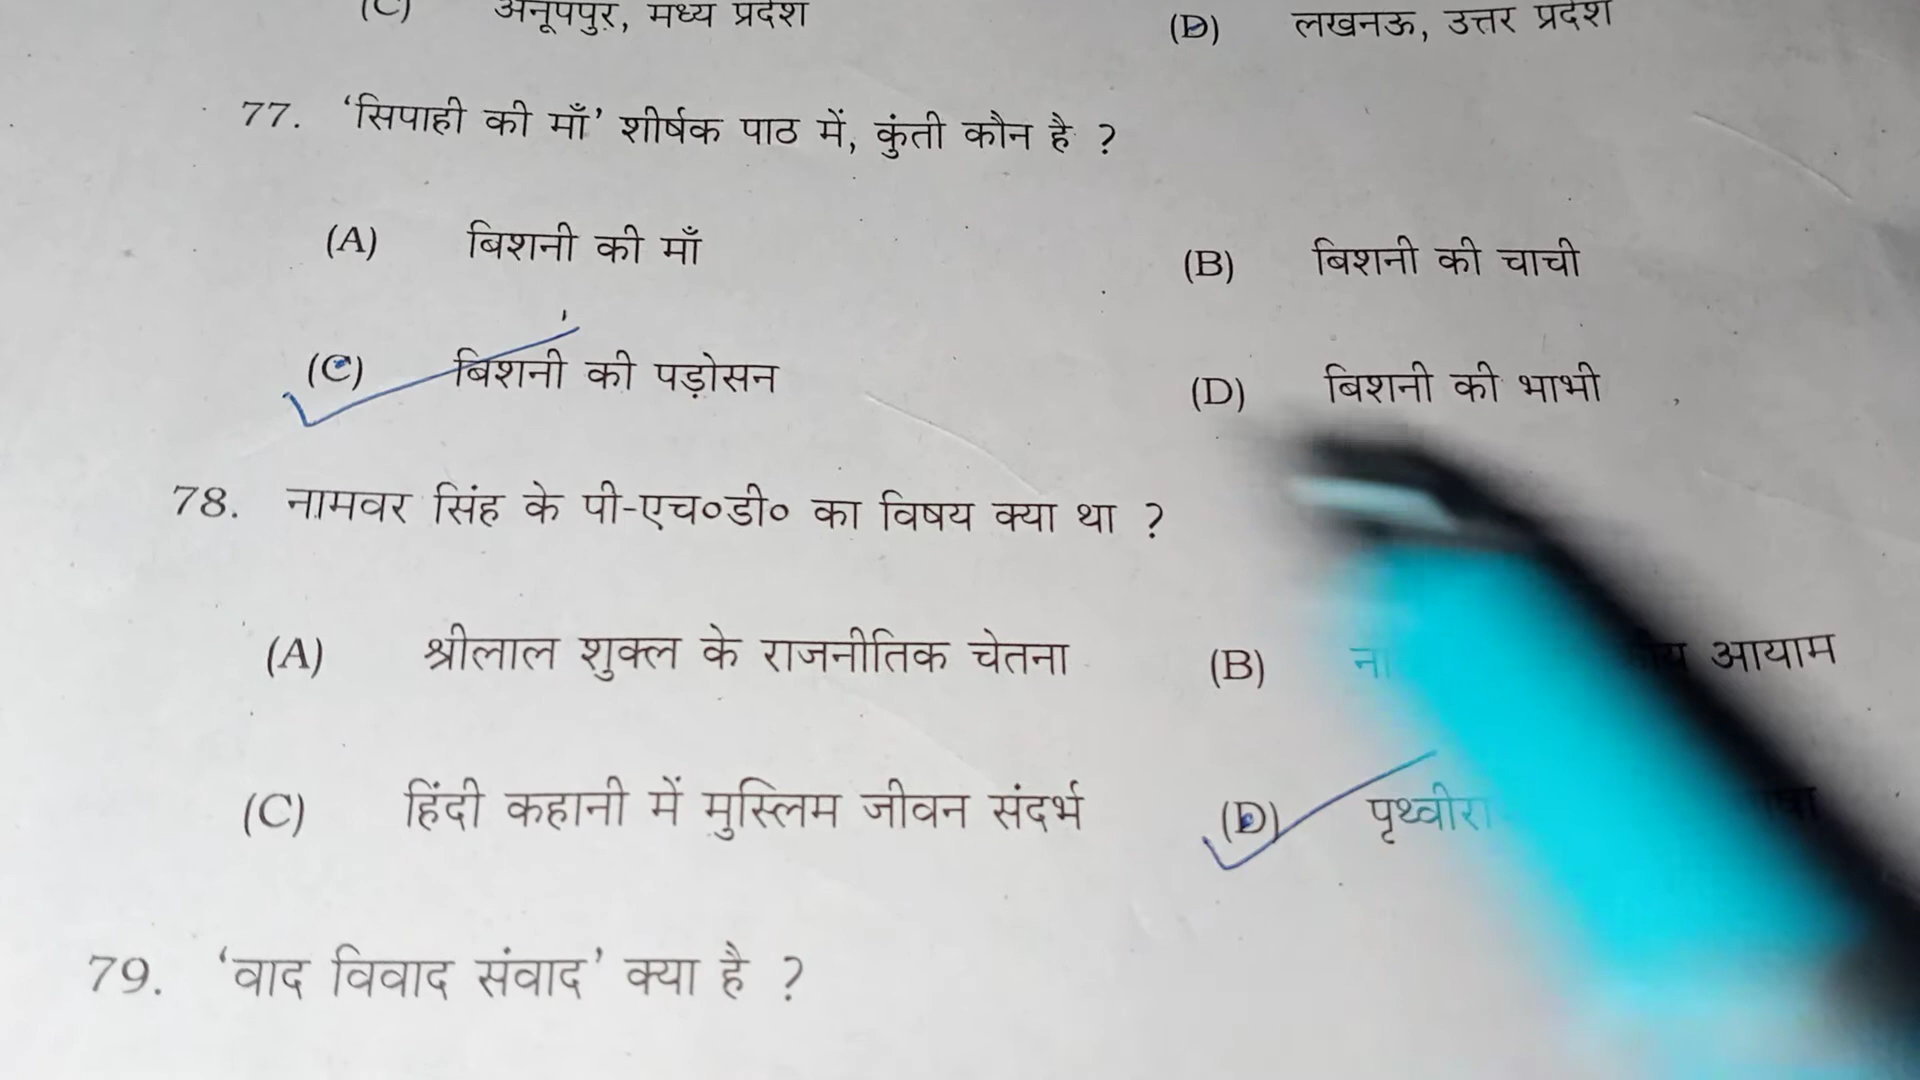 (C) अनूपपुर, मध्य प्रदेश (D) लखनऊ, उत्तर प्रदेश
77. ‘सिपाही की माँ’ शीर्षक पाठ में, कुंती कौन है ?
(A) बिशनी की माँ (B) बिशनी की चाची
(C) बिशनी की पड़ोसन (D) बिशनी की भाभी
78. नामवर सिंह के पी-एच०डी० का विषय क्या था ?
(A) श्रीलाल शुक्ल के राजनीतिक चेतना (B) आयाम
(C) हिंदी कहानी में मुस्लिम जीवन संदर्भ (D)
79. ‘वाद विवाद संवाद’ क्या है ?